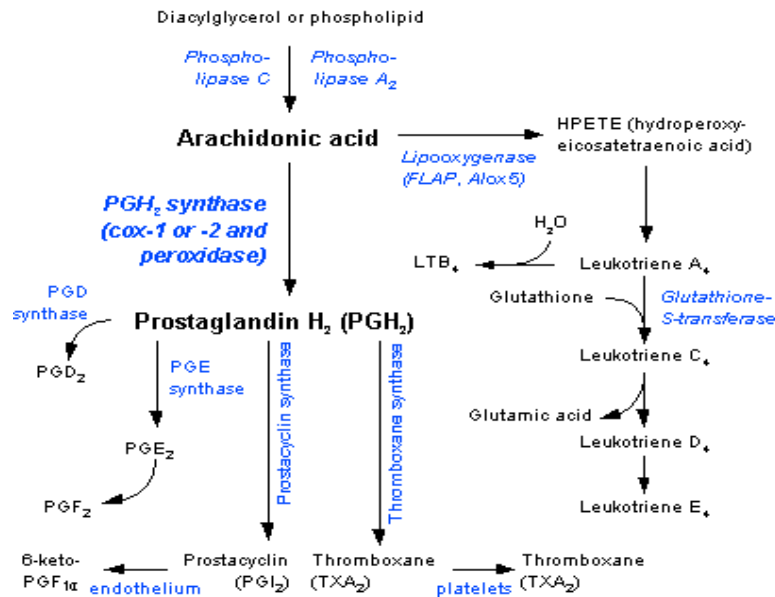 Diacylglycerol or phospholipid
Phospho-
lipase C
Phospho-
lipase A₂
Arachidonic acid
HPETE (hydroperoxy-
eicosatetraenoic acid)
Lipooxygenase
(FLAP, Alox5)
PGH₂ synthase
(cox-1 or -2 and
peroxidase)
H₂O
LTB₄
Leukotriene A₄
Glutathione
Glutathione-
S-transferase
PGD
synthase
Prostaglandin H₂ (PGH₂)
PGD₂
PGE
synthase
Prostacyclin synthase
Thromboxane synthase
Leukotriene C₄
Glutamic acid
PGE₂
Leukotriene D₄
PGF₂
Leukotriene E₄
6-keto-
PGF₁α
endothelium
Prostacyclin
(PGI₂)
Thromboxane
(TXA₂)
platelets
Thromboxane
(TXA₂)